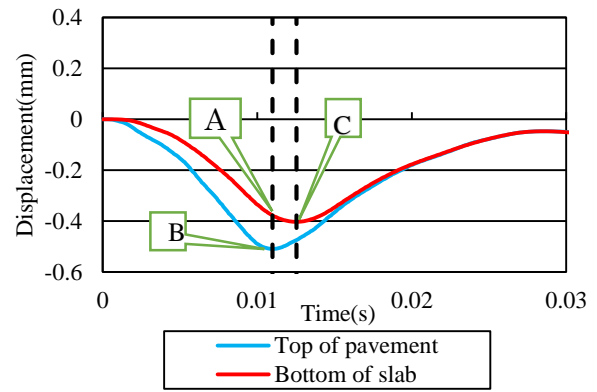 0.4
0.2
0
-0.2
-0.4
-0.6
Displacement(mm)
A
C
B
0
0.01
0.02
0.03
Time(s)
Top of pavement
Bottom of slab